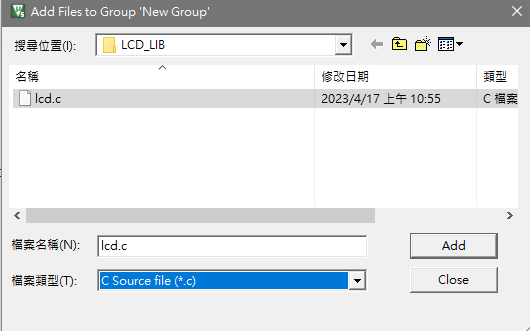 Add Files to Group 'New Group'
搜尋位置(I):
LCD_LIB
名稱 修改日期 類型
lcd.c 2023/4/17 上午 10:55 C 檔案
檔案名稱(N): lcd.c Add
檔案類型(T): C Source file (*.c) Close